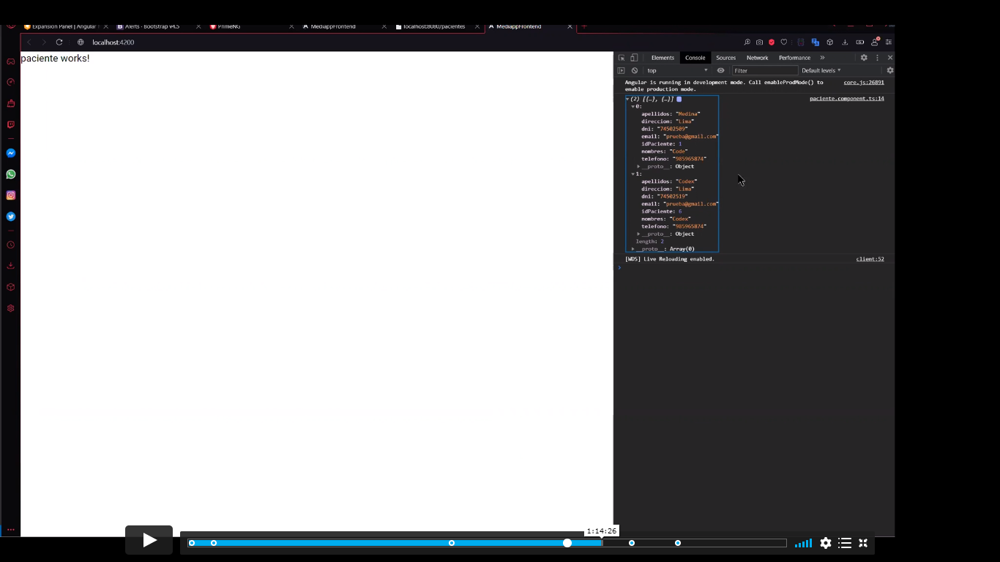 Expansion Panel | Angular
Alerts · Bootstrap v4.5
PrimeNG
MediappFrontend
localhost:8080/pacientes
MediappFrontend
localhost:4200
paciente works!
Elements Console Sources Network Performance »
top Filter Default levels
Angular is running in development mode. Call enableProdMode() to core.js:26891
enable production mode.
(2) [{…}, {…}] paciente.component.ts:14
0:
apellidos: "Medina"
direccion: "Lima"
dni: "74502509"
email: "prueba@gmail.com"
idPaciente: 1
nombres: "Code"
telefono: "985965874"
__proto__: Object
1:
apellidos: "Codex"
direccion: "Lima"
dni: "74502519"
email: "prueba@gmail.com"
idPaciente: 6
nombres: "Codex"
telefono: "985965874"
__proto__: Object
length: 2
__proto__: Array(0)
[WDS] Live Reloading enabled. client:52
1:14:26